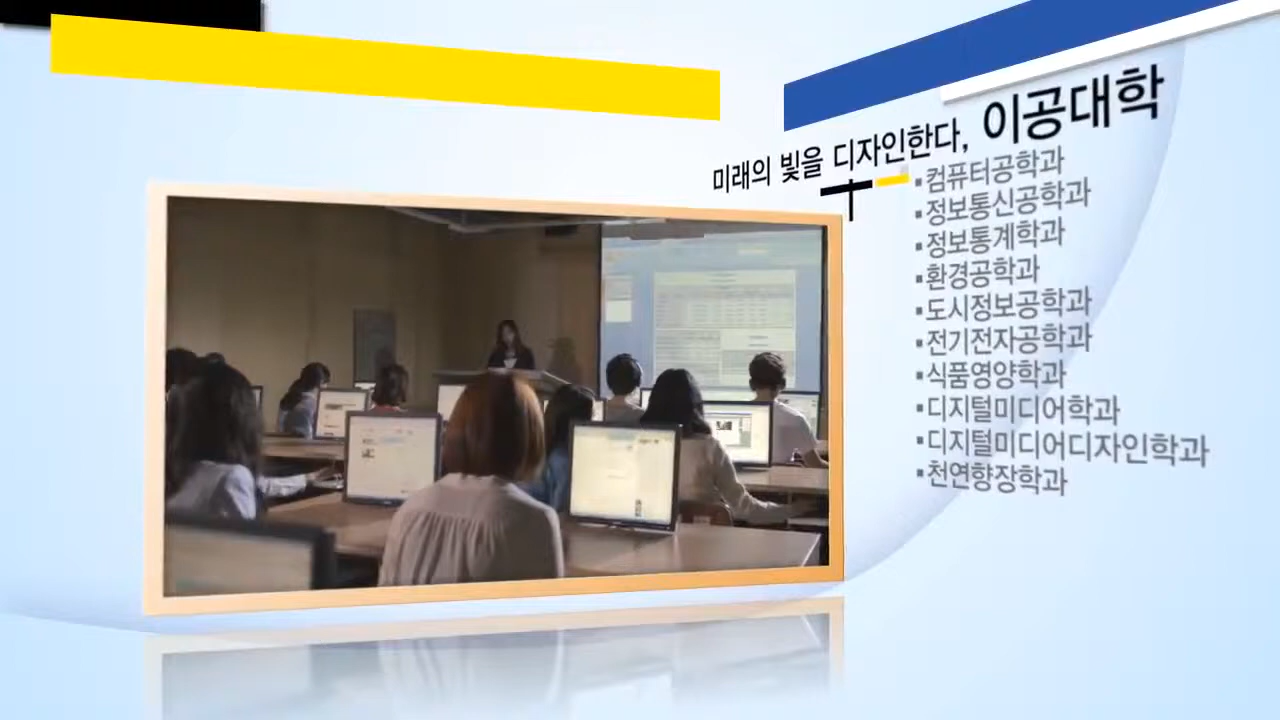 미래의 빛을 디자인한다, 이공대학
▪컴퓨터공학과
▪정보통신공학과
▪정보통계학과
▪환경공학과
▪도시정보공학과
▪전기전자공학과
▪식품영양학과
▪디지털미디어학과
▪디지털미디어디자인학과
▪천연향장학과